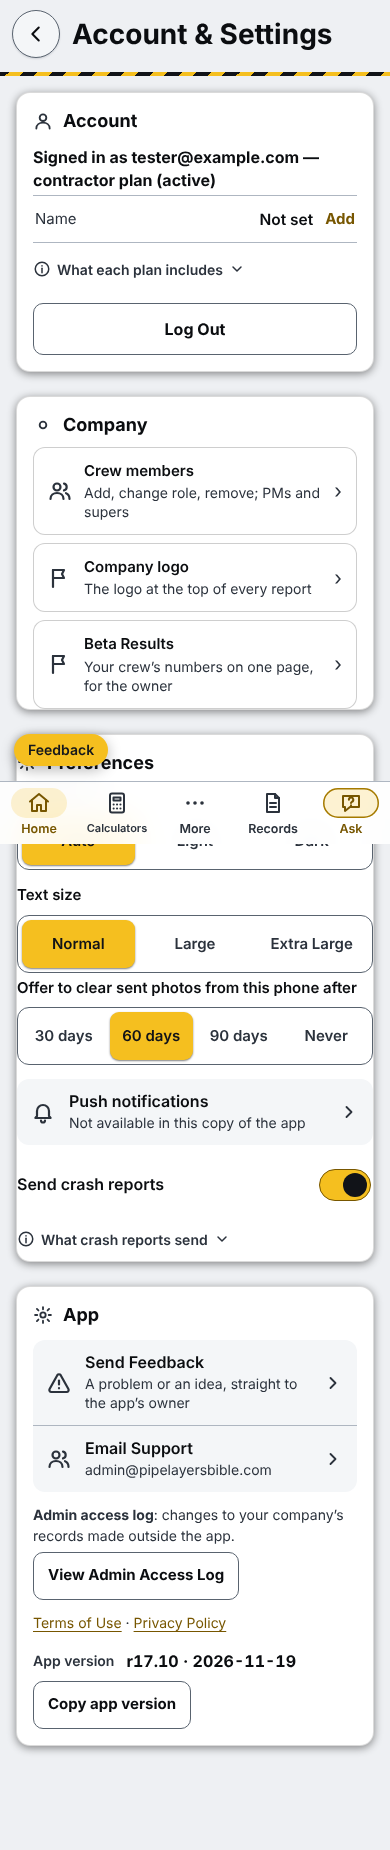 Account & Settings
Account
Signed in as tester@example.com —
contractor plan (active)
Name Not set Add
What each plan includes
Log Out
Company
Crew members
Add, change role, remove; PMs and
supers
Company logo
The logo at the top of every report
Beta Results
Your crew’s numbers on one page,
for the owner
Feedback
Preferences
Home Calculators More Records Ask
Auto Light Dark
Text size
Normal Large Extra Large
Offer to clear sent photos from this phone after
30 days 60 days 90 days Never
Push notifications
Not available in this copy of the app
Send crash reports
What crash reports send
App
Send Feedback
A problem or an idea, straight to
the app’s owner
Email Support
admin@pipelayersbible.com
Admin access log: changes to your company’s
records made outside the app.
View Admin Access Log
Terms of Use · Privacy Policy
App version r17.10 · 2026-11-19
Copy app version